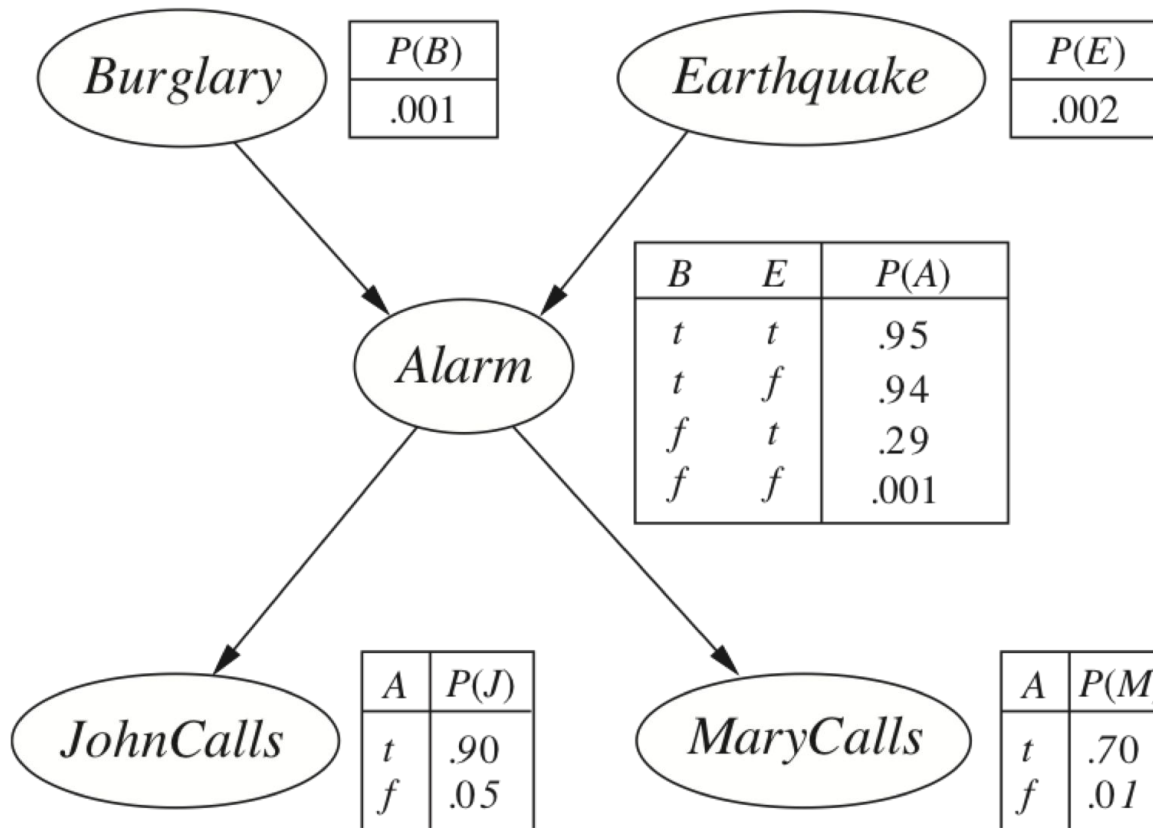 Burglary
P(B)
.001
Earthquake
P(E)
.002
B E P(A)
t t .95
t f .94
f t .29
f f .001
Alarm
JohnCalls
A P(J)
t .90
f .05
MaryCalls
A P(M
t .70
f .01